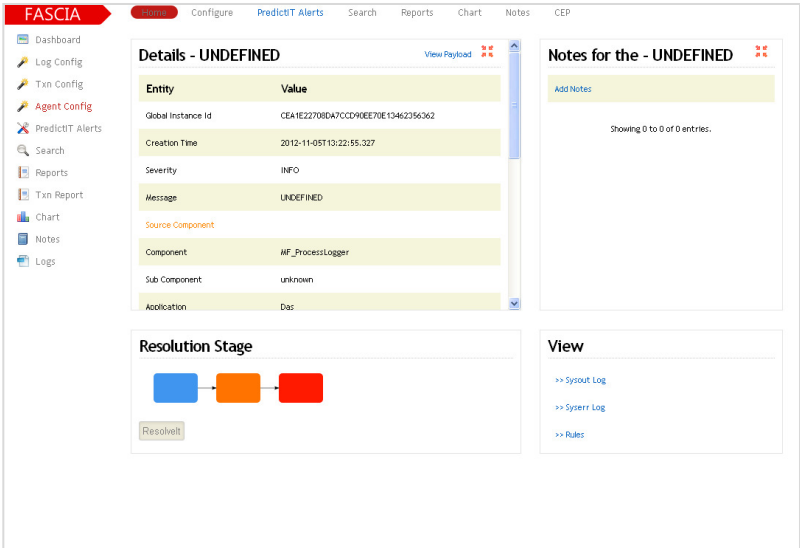 FASCIA
Home Configure PredictIT Alerts Search Reports Chart Notes CEP
Dashboard
Log Config
Txn Config
Agent Config
PredictIT Alerts
Search
Reports
Txn Report
Chart
Notes
Logs
Details - UNDEFINED
View Payload
Entity Value
Global Instance Id CEA1E22708DA7CCD90EE70E13462356362
Creation Time 2012-11-05T13:22:55.327
Severity INFO
Message UNDEFINED
Source Component
Component MF_ProcessLogger
Sub Component unknown
Application Das
Notes for the - UNDEFINED
Add Notes
Showing 0 to 0 of 0 entries.
Resolution Stage
ResolveIt
View
>> Sysout Log
>> Syserr Log
>> Rules